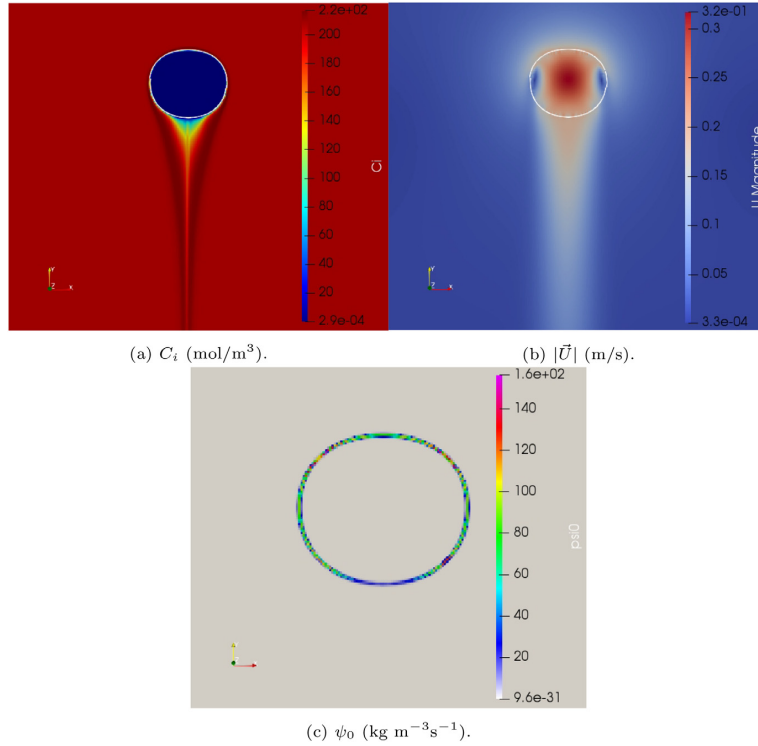 2.2e+02
200
180
160
140
120
100
80
60
40
20
2.9e-04
Ci
Y
Z
X
3.2e-01
0.3
0.25
0.2
0.15
0.1
0.05
3.3e-04
U Magnitude
Y
Z
X
(a) C_i (mol/m³).
(b) |U⃗| (m/s).
1.6e+02
140
120
100
80
60
40
20
9.6e-31
psi0
(c) ψ₀ (kg m⁻³s⁻¹).